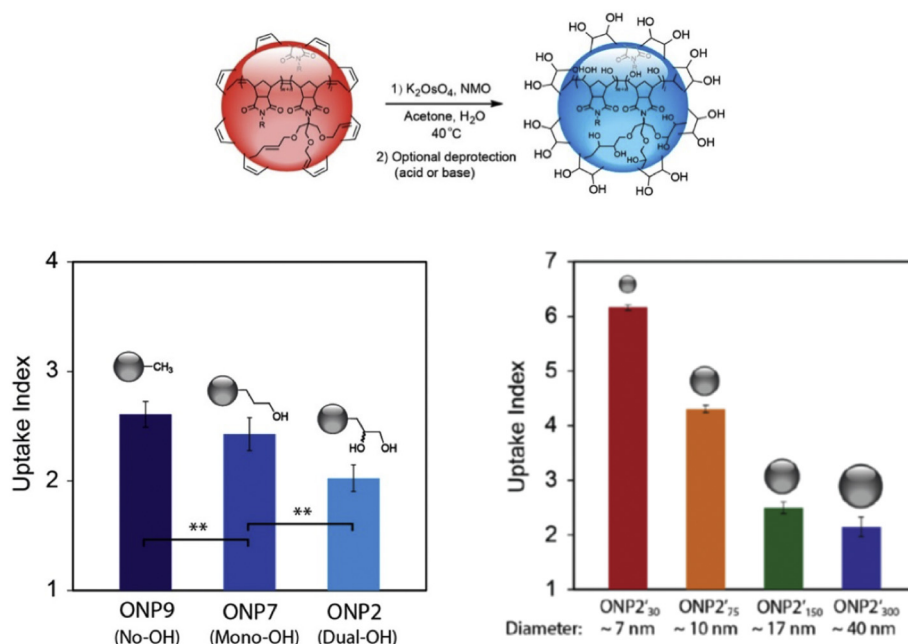 1) K₂OsO₄, NMO
Acetone, H₂O
40°C
2) Optional deprotection
(acid or base)
Uptake Index
4
3
2
1
CH₃
OH
HO OH
**
**
ONP9 ONP7 ONP2
(No-OH) (Mono-OH) (Dual-OH)
Uptake Index
7
6
5
4
3
2
1
ONP2'₃₀ ONP2'₇₅ ONP2'₁₅₀ ONP2'₃₀₀
Diameter: ~ 7 nm ~ 10 nm ~ 17 nm ~ 40 nm